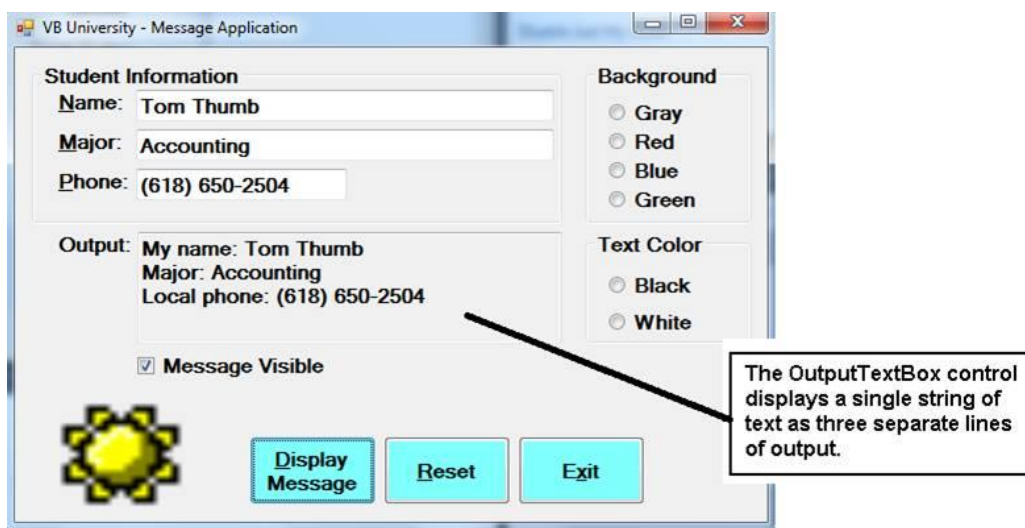 VB University - Message Application
Student Information
Name: Tom Thumb
Major: Accounting
Phone: (618) 650-2504
Background
Gray
Red
Blue
Green
Output: My name: Tom Thumb
Major: Accounting
Local phone: (618) 650-2504
Text Color
Black
White
Message Visible
The OutputTextBox control
displays a single string of
text as three separate lines
of output.
Display
Message
Reset
Exit